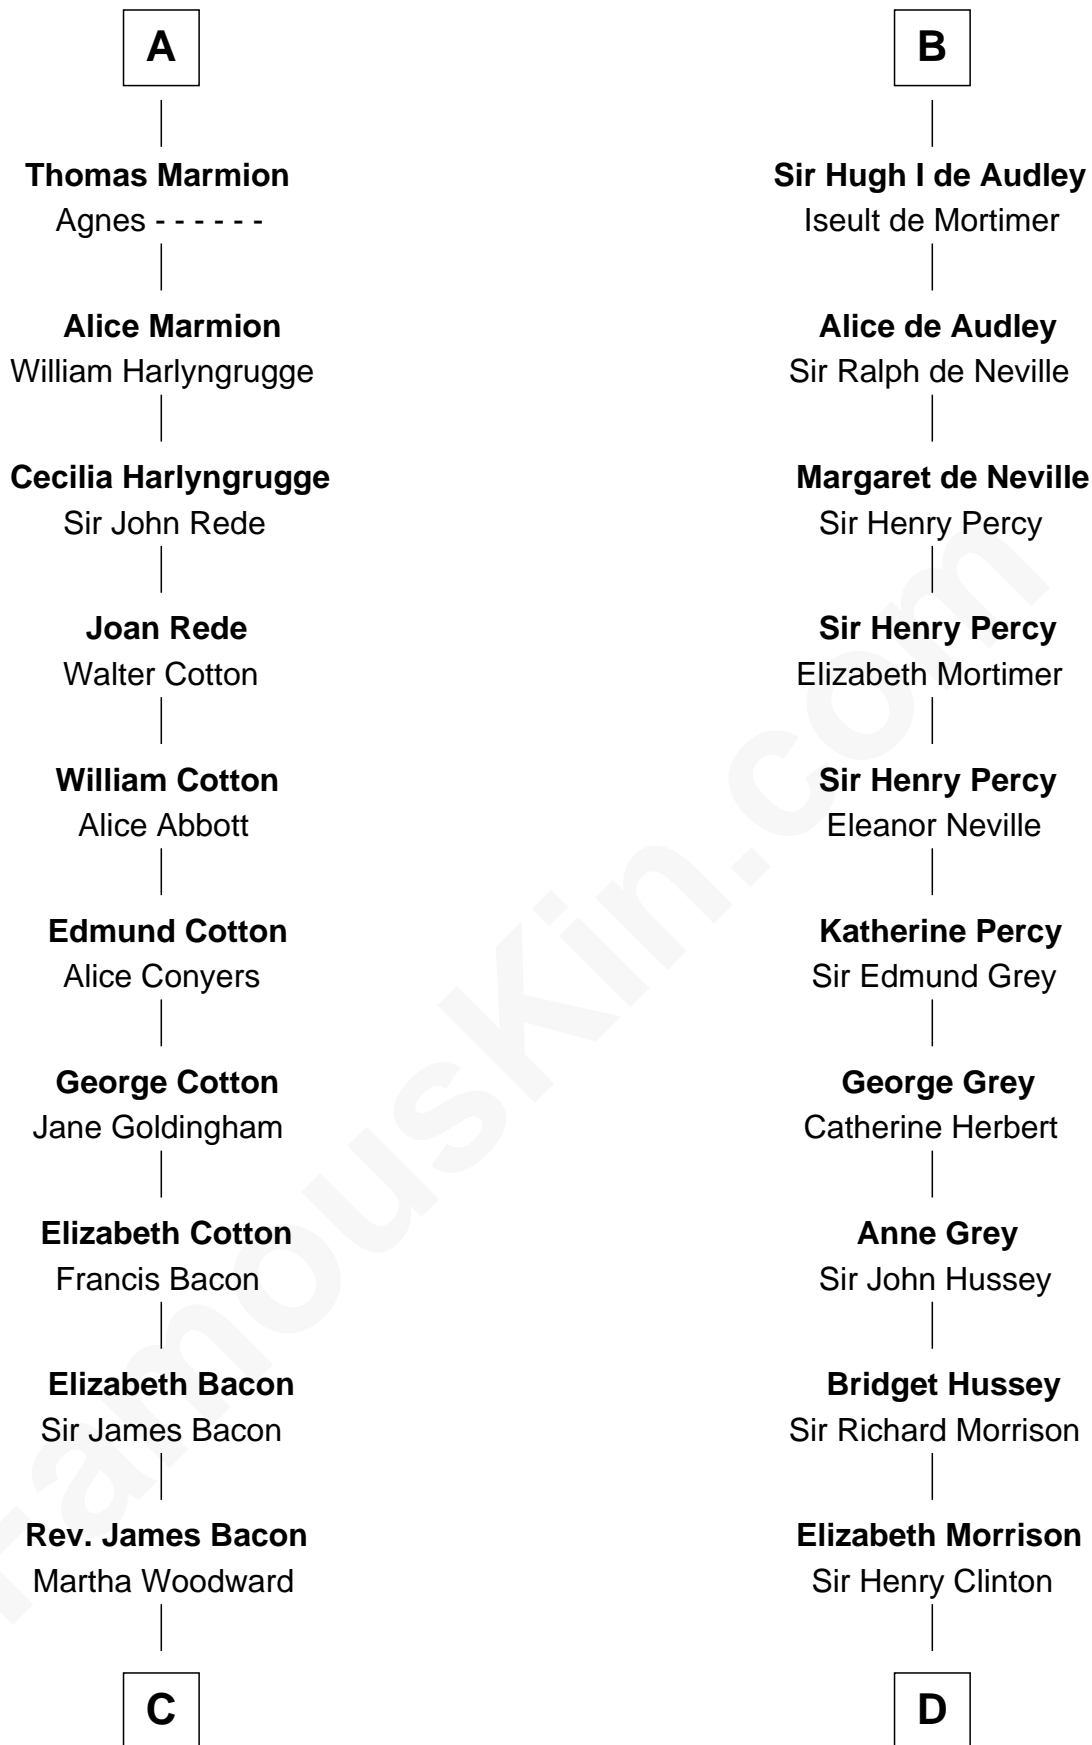 A
Thomas Marmion
Agnes - - - - - -
Alice Marmion
William Harlyngrugge
Cecilia Harlyngrugge
Sir John Rede
Joan Rede
Walter Cotton
William Cotton
Alice Abbott
Edmund Cotton
Alice Conyers
George Cotton
Jane Goldingham
Elizabeth Cotton
Francis Bacon
Elizabeth Bacon
Sir James Bacon
Rev. James Bacon
Martha Woodward
C
B
Sir Hugh I de Audley
Iseult de Mortimer
Alice de Audley
Sir Ralph de Neville
Margaret de Neville
Sir Henry Percy
Sir Henry Percy
Elizabeth Mortimer
Sir Henry Percy
Eleanor Neville
Katherine Percy
Sir Edmund Grey
George Grey
Catherine Herbert
Anne Grey
Sir John Hussey
Bridget Hussey
Sir Richard Morrison
Elizabeth Morrison
Sir Henry Clinton
D
FamousKin.com